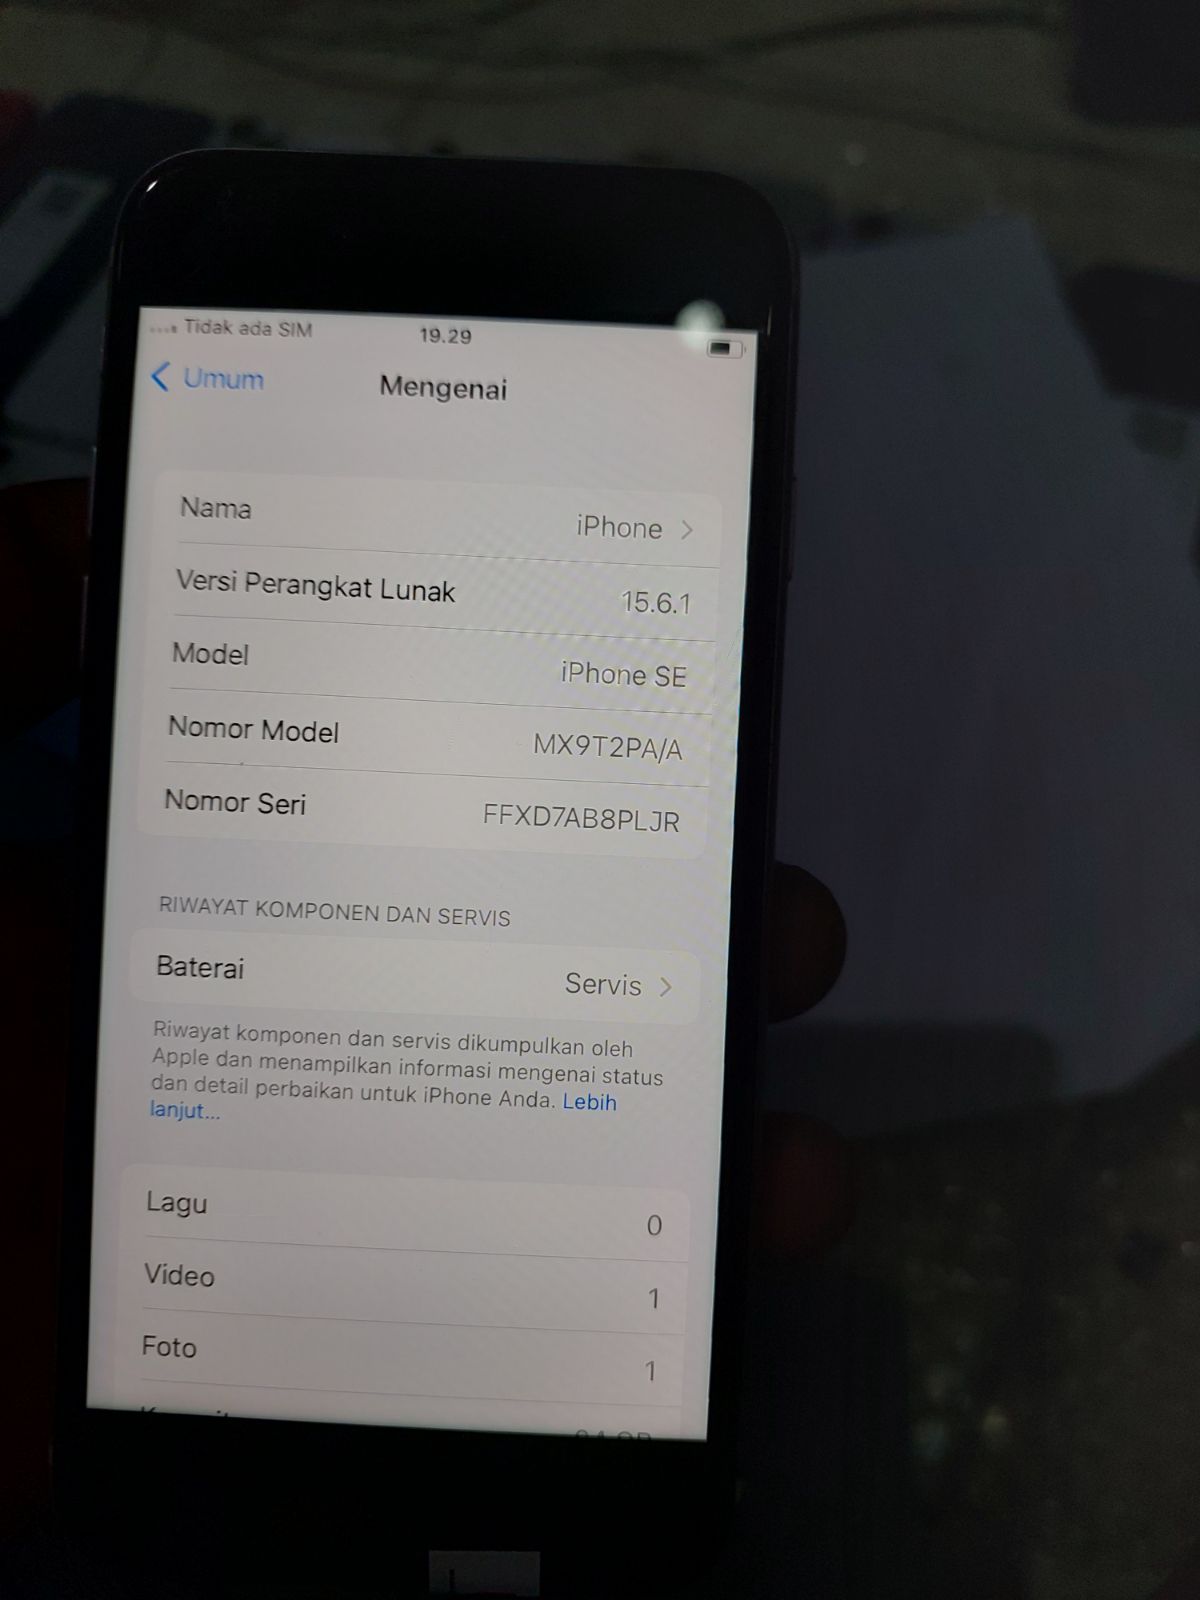 Tidak ada SIM
19.29
Umum
Mengenai
Nama
iPhone
Versi Perangkat Lunak
15.6.1
Model
iPhone SE
Nomor Model
MX9T2PA/A
Nomor Seri
FFXD7AB8PLJR
RIWAYAT KOMPONEN DAN SERVIS
Baterai
Servis
Riwayat komponen dan servis dikumpulkan oleh
Apple dan menampilkan informasi mengenai status
dan detail perbaikan untuk iPhone Anda. Lebih
lanjut...
Lagu
0
Video
1
Foto
1